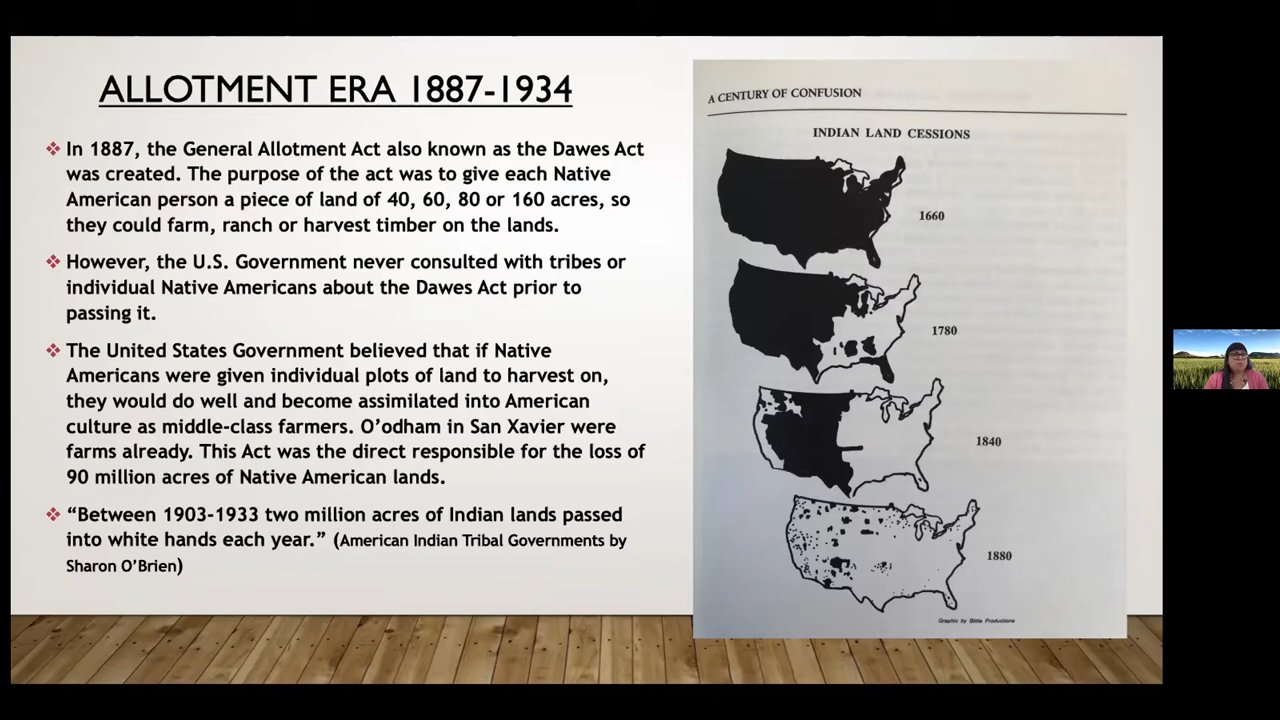 ALLOTMENT ERA 1887-1934
In 1887, the General Allotment Act also known as the Dawes Act
was created. The purpose of the act was to give each Native
American person a piece of land of 40, 60, 80 or 160 acres, so
they could farm, ranch or harvest timber on the lands.
However, the U.S. Government never consulted with tribes or
individual Native Americans about the Dawes Act prior to
passing it.
The United States Government believed that if Native
Americans were given individual plots of land to harvest on,
they would do well and become assimilated into American
culture as middle-class farmers. O’odham in San Xavier were
farms already. This Act was the direct responsible for the loss of
90 million acres of Native American lands.
“Between 1903-1933 two million acres of Indian lands passed
into white hands each year.” (American Indian Tribal Governments by
Sharon O’Brien)
A CENTURY OF CONFUSION
INDIAN LAND CESSIONS
1660
1780
1840
1880
Graphic by Bittle Productions